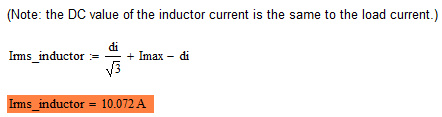 (Note: the DC value of the inductor current is the same to the load current.)
Irms_inductor := di/√3 + Imax − di
Irms_inductor = 10.072 A